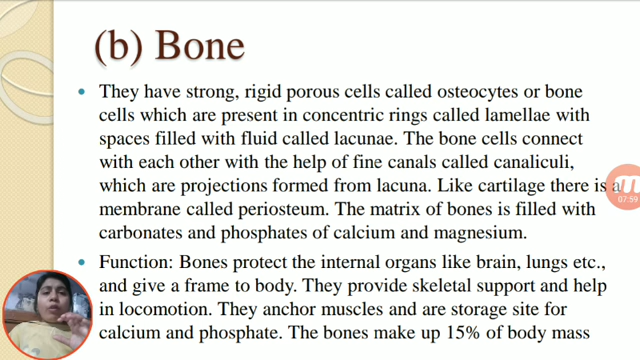 (b) Bone
• They have strong, rigid porous cells called osteocytes or bone
cells which are present in concentric rings called lamellae with
spaces filled with fluid called lacunae. The bone cells connect
with each other with the help of fine canals called canaliculi,
which are projections formed from lacuna. Like cartilage there is a
membrane called periosteum. The matrix of bones is filled with
carbonates and phosphates of calcium and magnesium.
• Function: Bones protect the internal organs like brain, lungs etc.,
and give a frame to body. They provide skeletal support and help
in locomotion. They anchor muscles and are storage site for
calcium and phosphate. The bones make up 15% of body mass
07:59